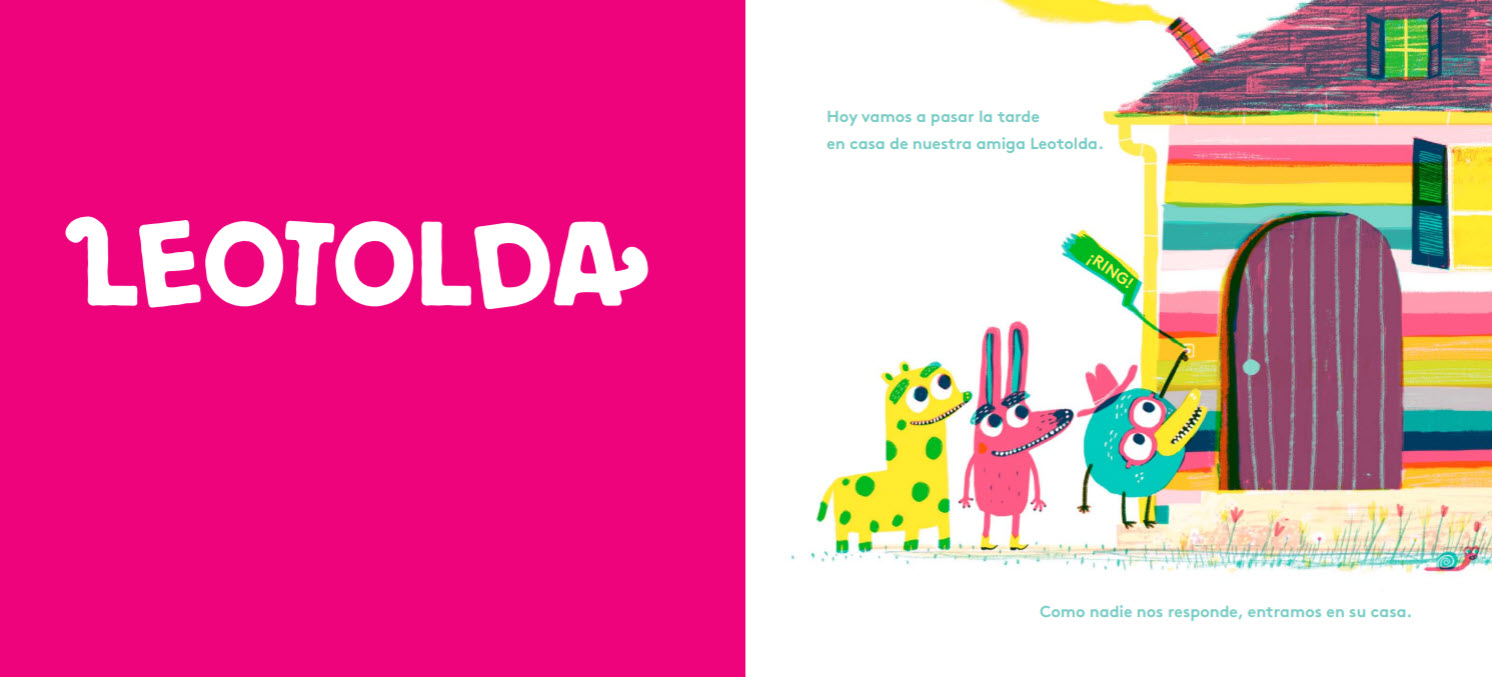 LEOTOLDA
Hoy vamos a pasar la tarde
en casa de nuestra amiga Leotolda.
¡RING!
Como nadie nos responde, entramos en su casa.